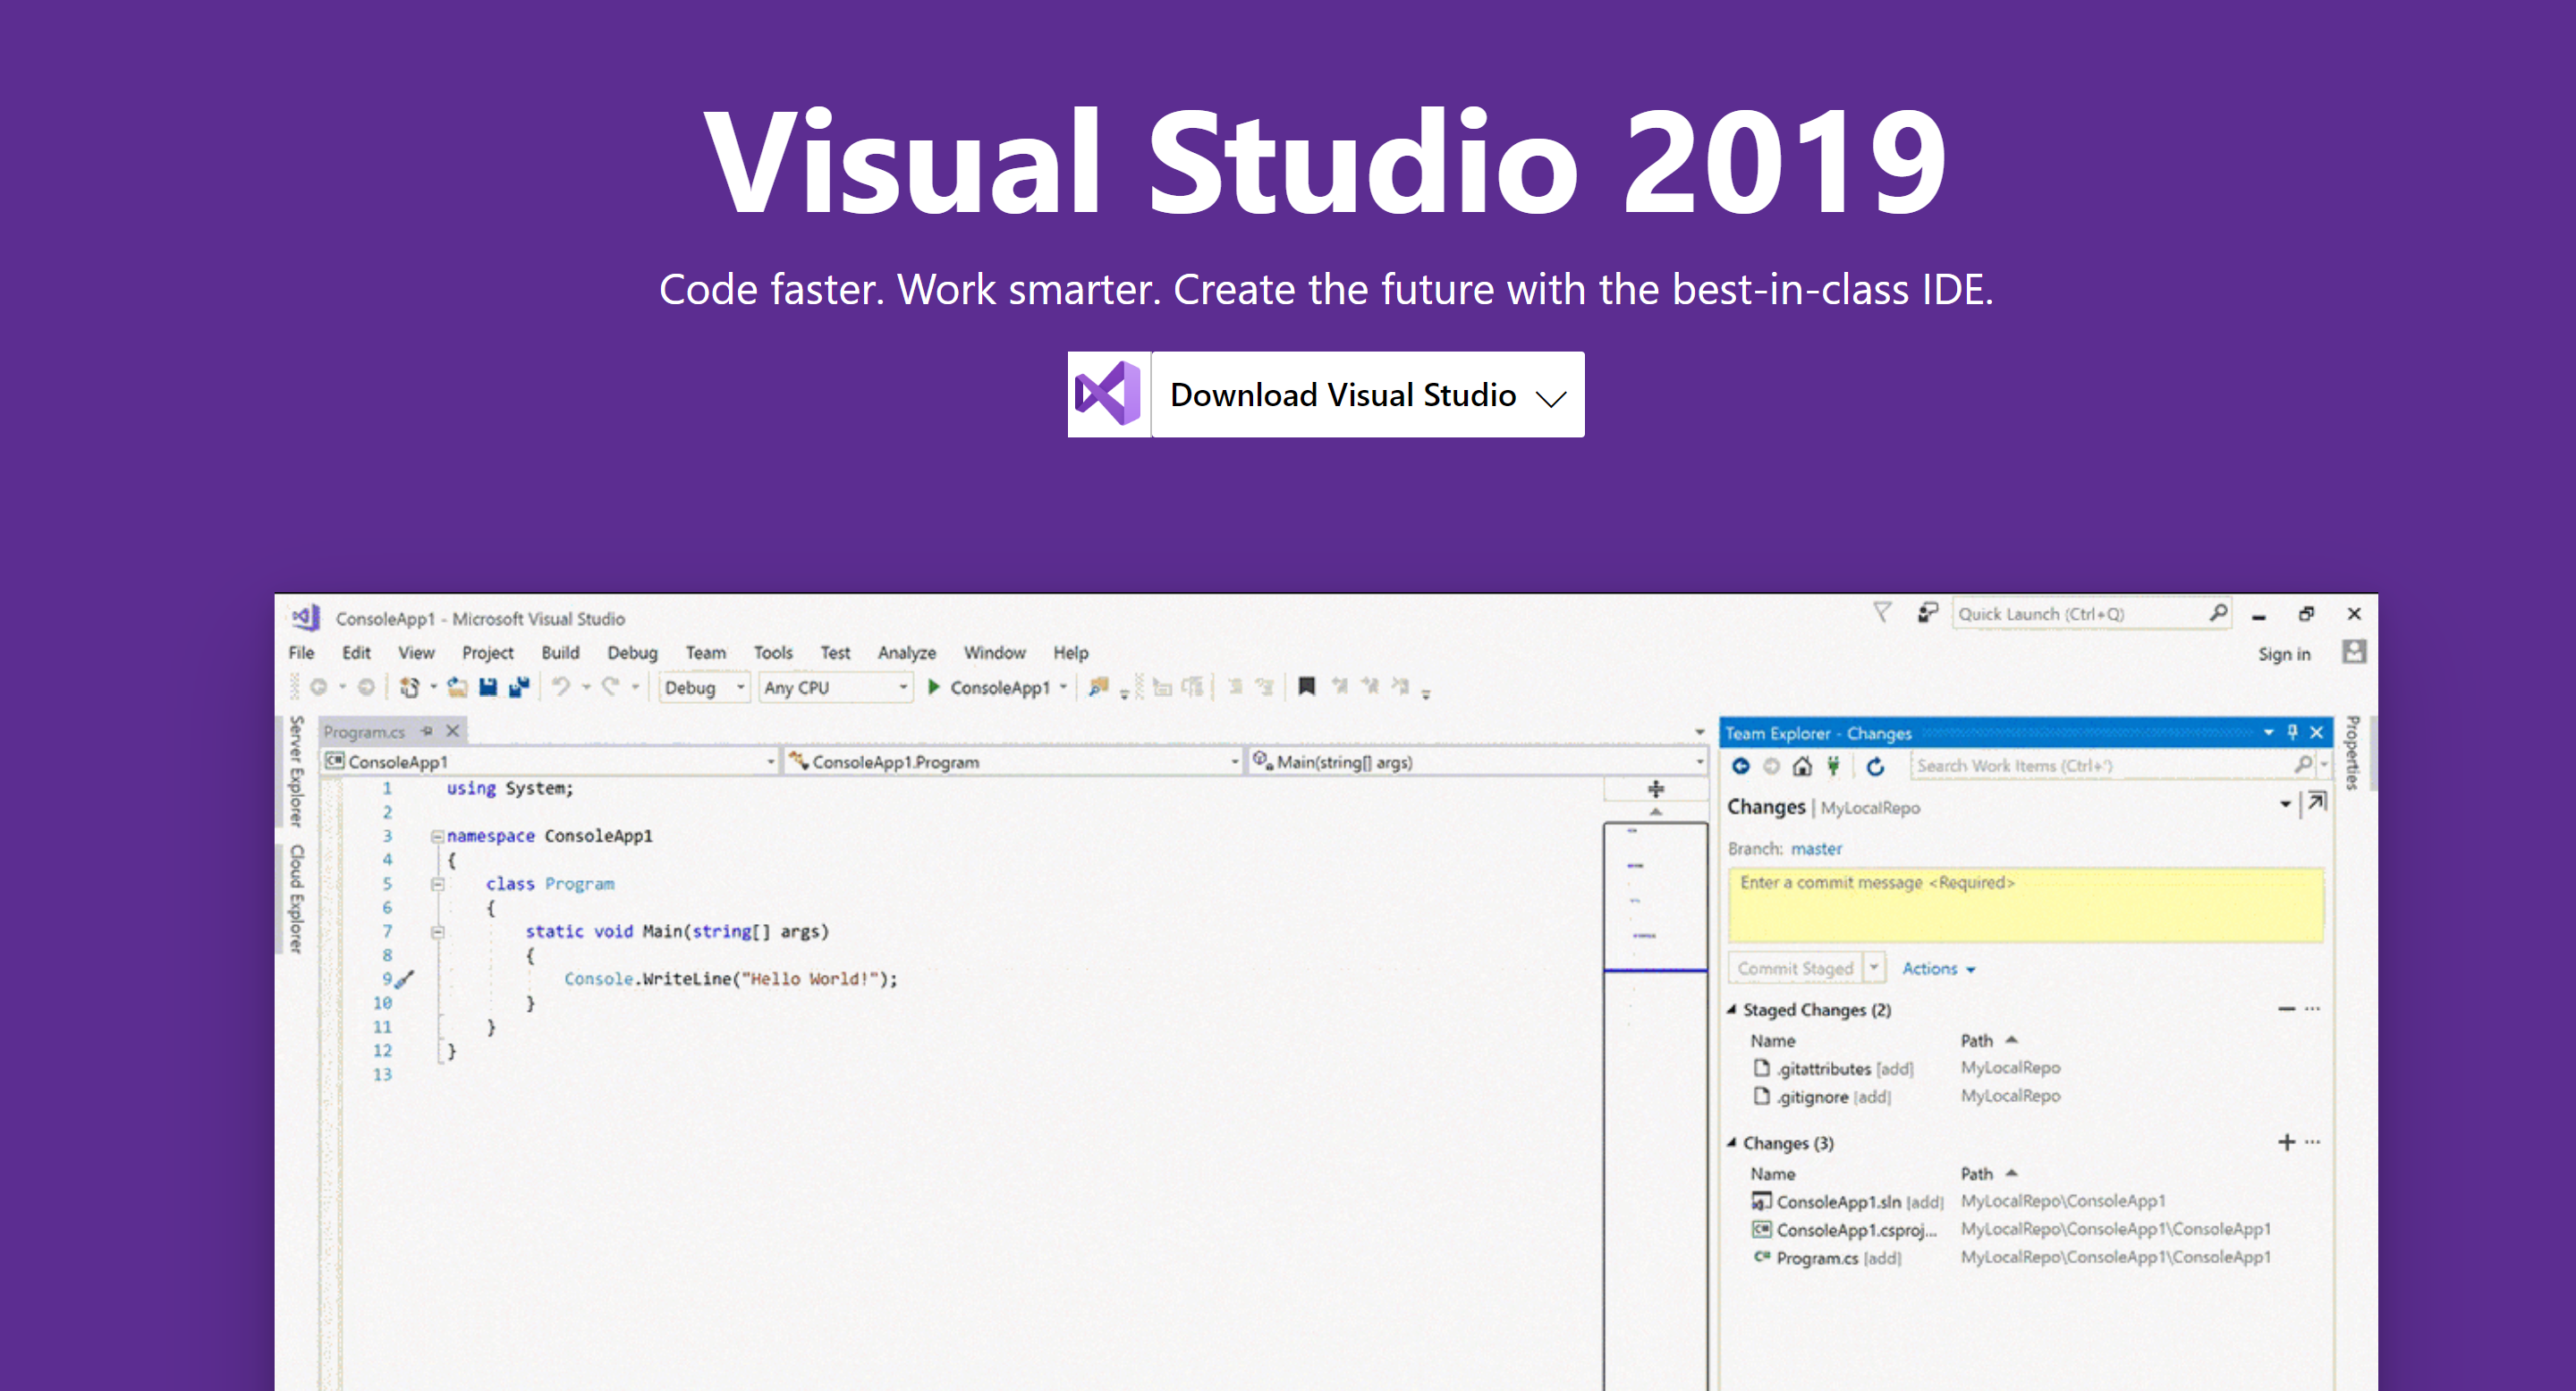 Visual Studio 2019
Code faster. Work smarter. Create the future with the best-in-class IDE.
Download Visual Studio
ConsoleApp1 - Microsoft Visual Studio
Quick Launch (Ctrl+Q)
File Edit View Project Build Debug Team Tools Test Analyze Window Help
Sign in
Debug Any CPU ConsoleApp1
Server Explorer
Cloud Explorer
Program.cs
ConsoleApp1 ConsoleApp1.Program Main(string[] args)
1 using System;
2
3 namespace ConsoleApp1
4 {
5 class Program
6 {
7 static void Main(string[] args)
8 {
9 Console.WriteLine("Hello World!");
10 }
11 }
12 }
13
Team Explorer - Changes
Search Work Items (Ctrl+')
Changes | MyLocalRepo
Branch: master
Enter a commit message <Required>
Commit Staged Actions
Staged Changes (2)
Name Path
.gitattributes [add] MyLocalRepo
.gitignore [add] MyLocalRepo
Changes (3)
Name Path
ConsoleApp1.sln [add] MyLocalRepo\ConsoleApp1
C# ConsoleApp1.csproj... MyLocalRepo\ConsoleApp1\ConsoleApp1
C# Program.cs [add] MyLocalRepo\ConsoleApp1\ConsoleApp1
Properties